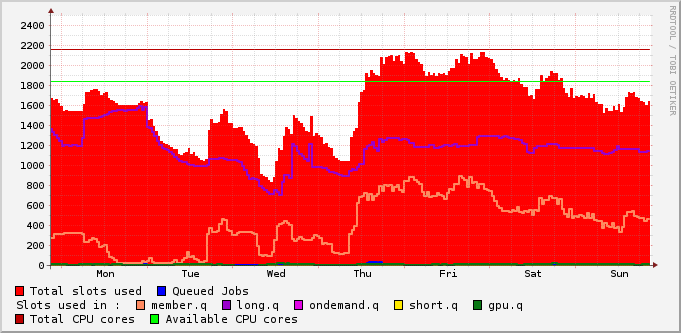 RRDTOOL / TOBI OETIKER
2400
2200
2000
1800
1600
1400
1200
1000
800
600
400
200
0
Mon Tue Wed Thu Fri Sat Sun
Total slots used Queued Jobs
Slots used in : member.q long.q ondemand.q short.q gpu.q
Total CPU cores Available CPU cores